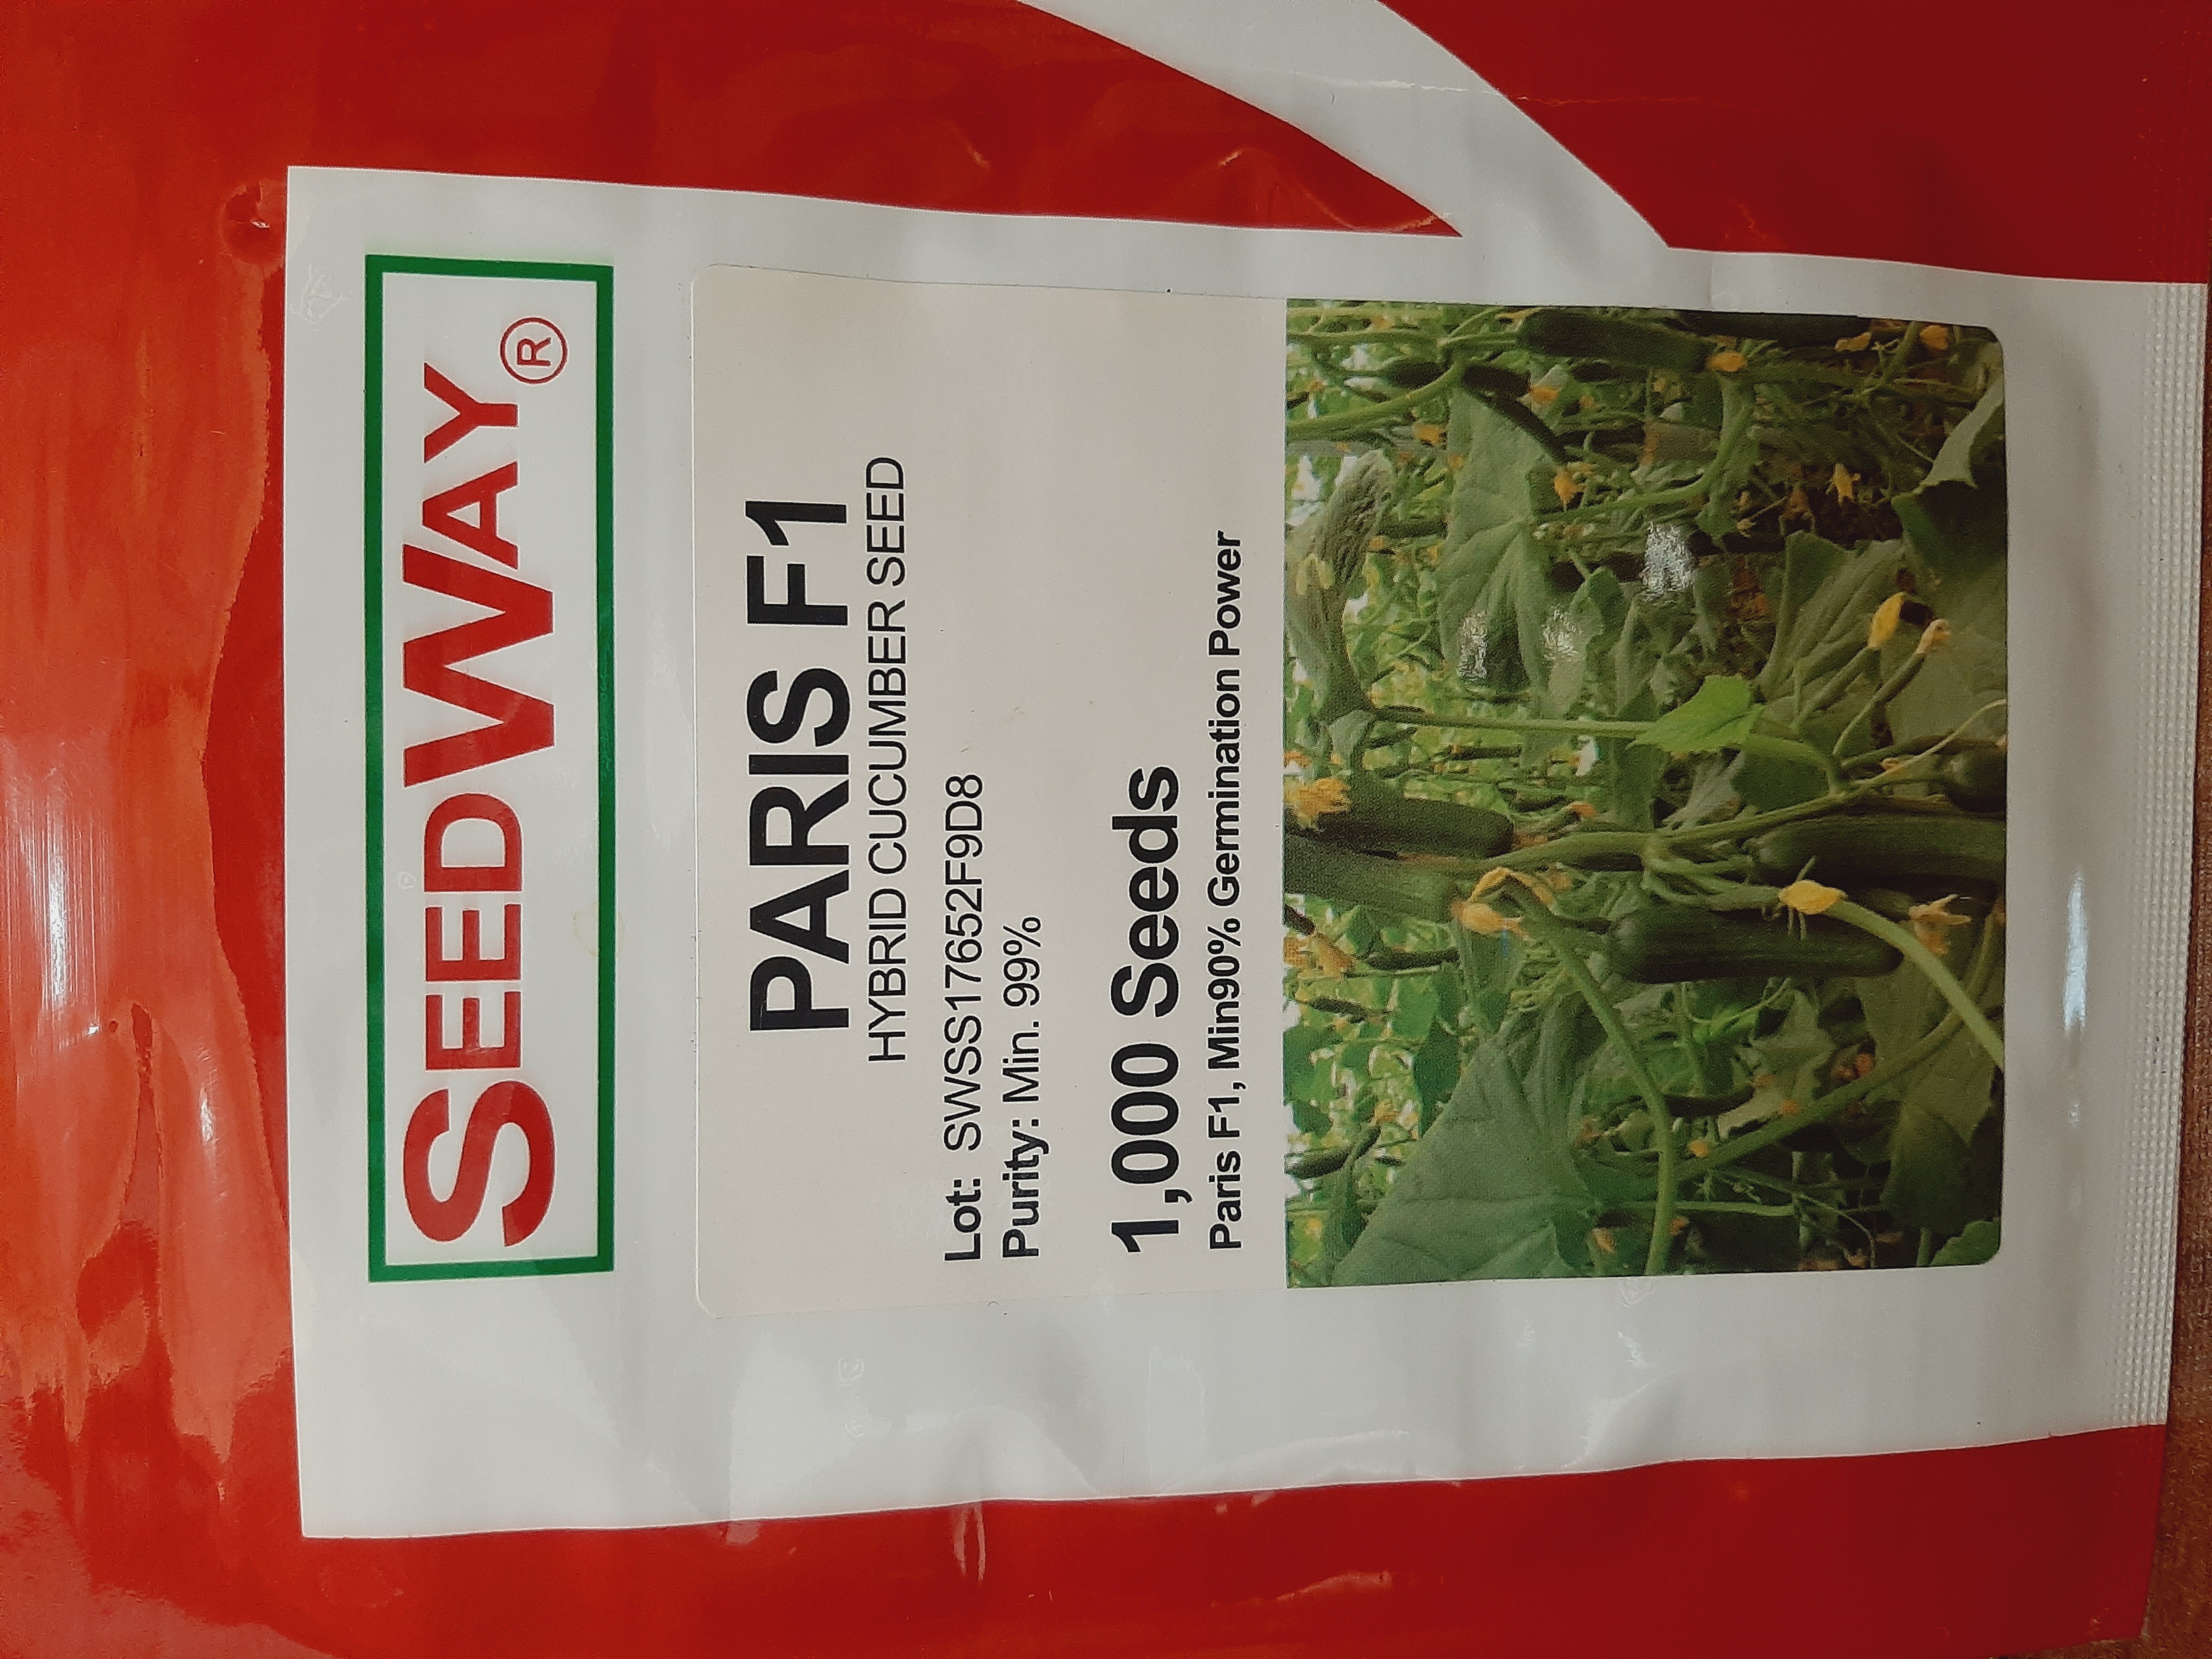 SEEDWAY®
PARIS F1
HYBRID CUCUMBER SEED
Lot: SWSS17652F9D8
Purity: Min. 99%
1,000 Seeds
Paris F1, Min90% Germination Power